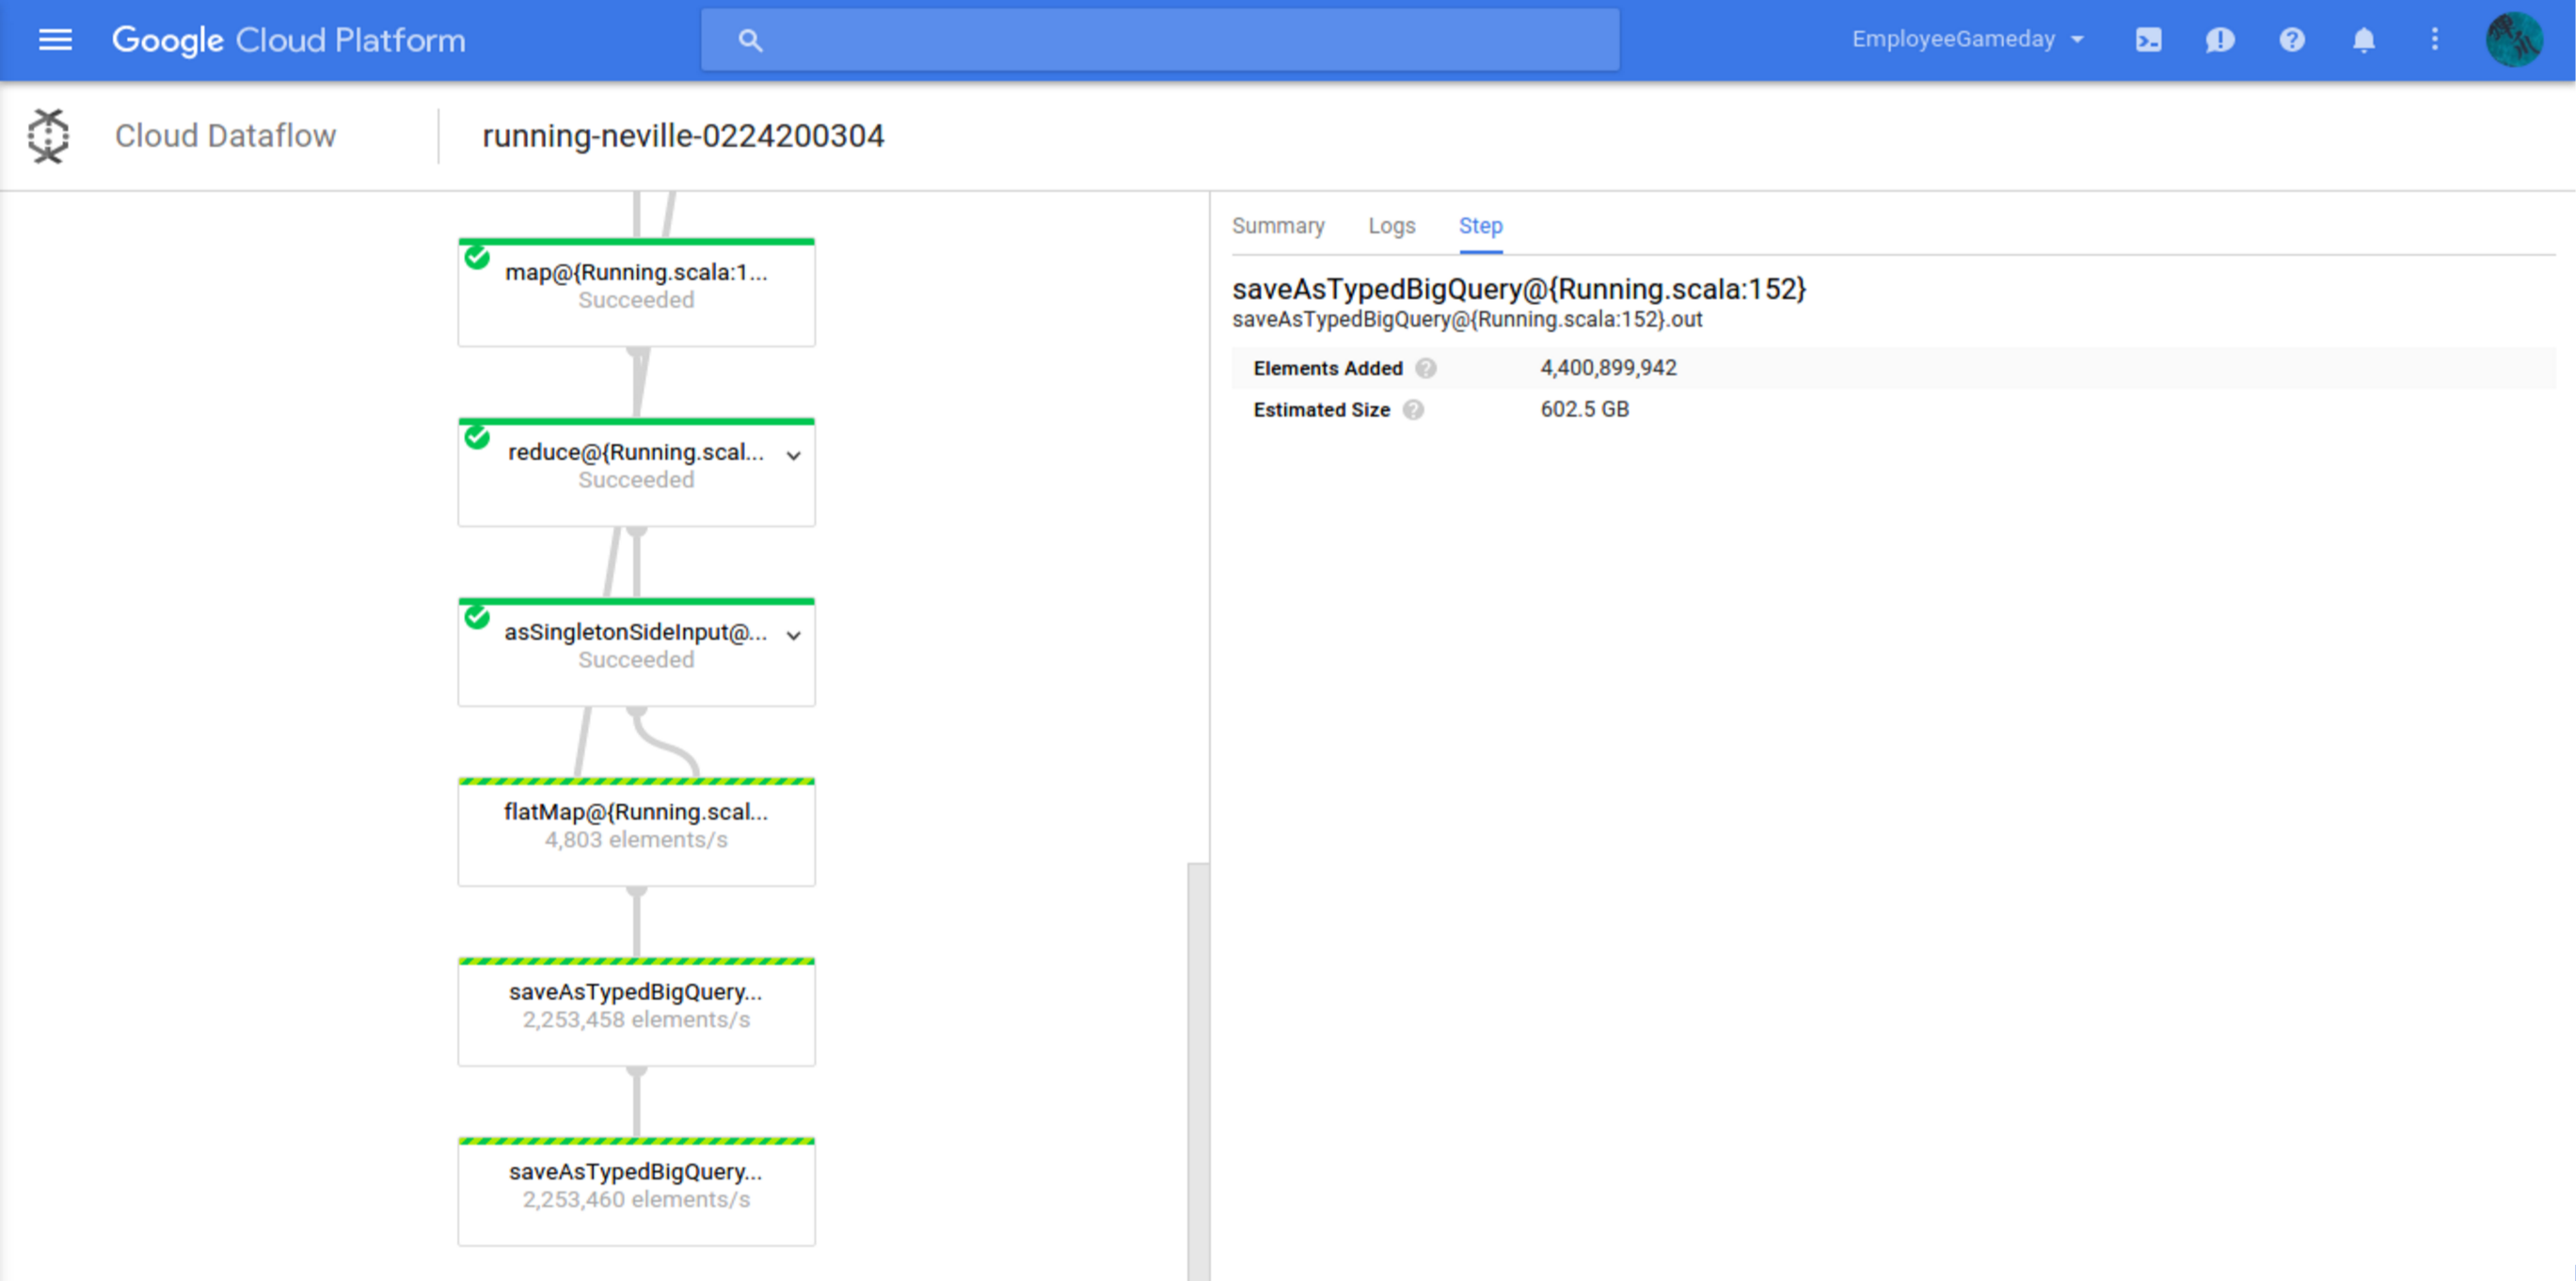 Google Cloud Platform
EmployeeGameday
Cloud Dataflow
running-neville-0224200304
map@{Running.scala:1...
Succeeded
reduce@{Running.scal...
Succeeded
asSingletonSideInput@...
Succeeded
flatMap@{Running.scal...
4,803 elements/s
saveAsTypedBigQuery...
2,253,458 elements/s
saveAsTypedBigQuery...
2,253,460 elements/s
Summary Logs Step
saveAsTypedBigQuery@{Running.scala:152}
saveAsTypedBigQuery@{Running.scala:152}.out
Elements Added ? 4,400,899,942
Estimated Size ? 602.5 GB